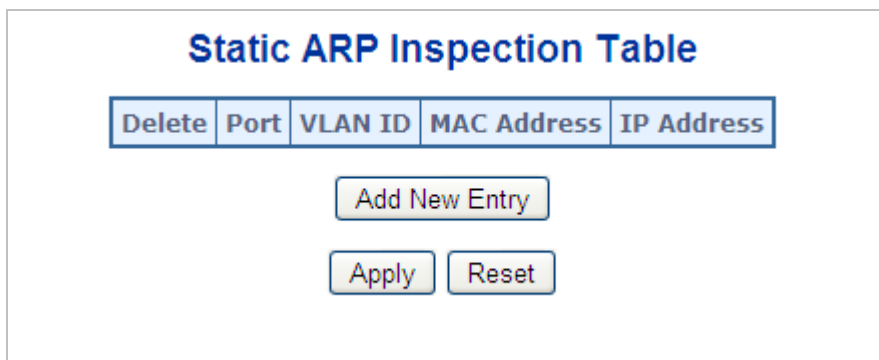 Static ARP Inspection Table
Delete Port VLAN ID MAC Address IP Address
Add New Entry
Apply Reset